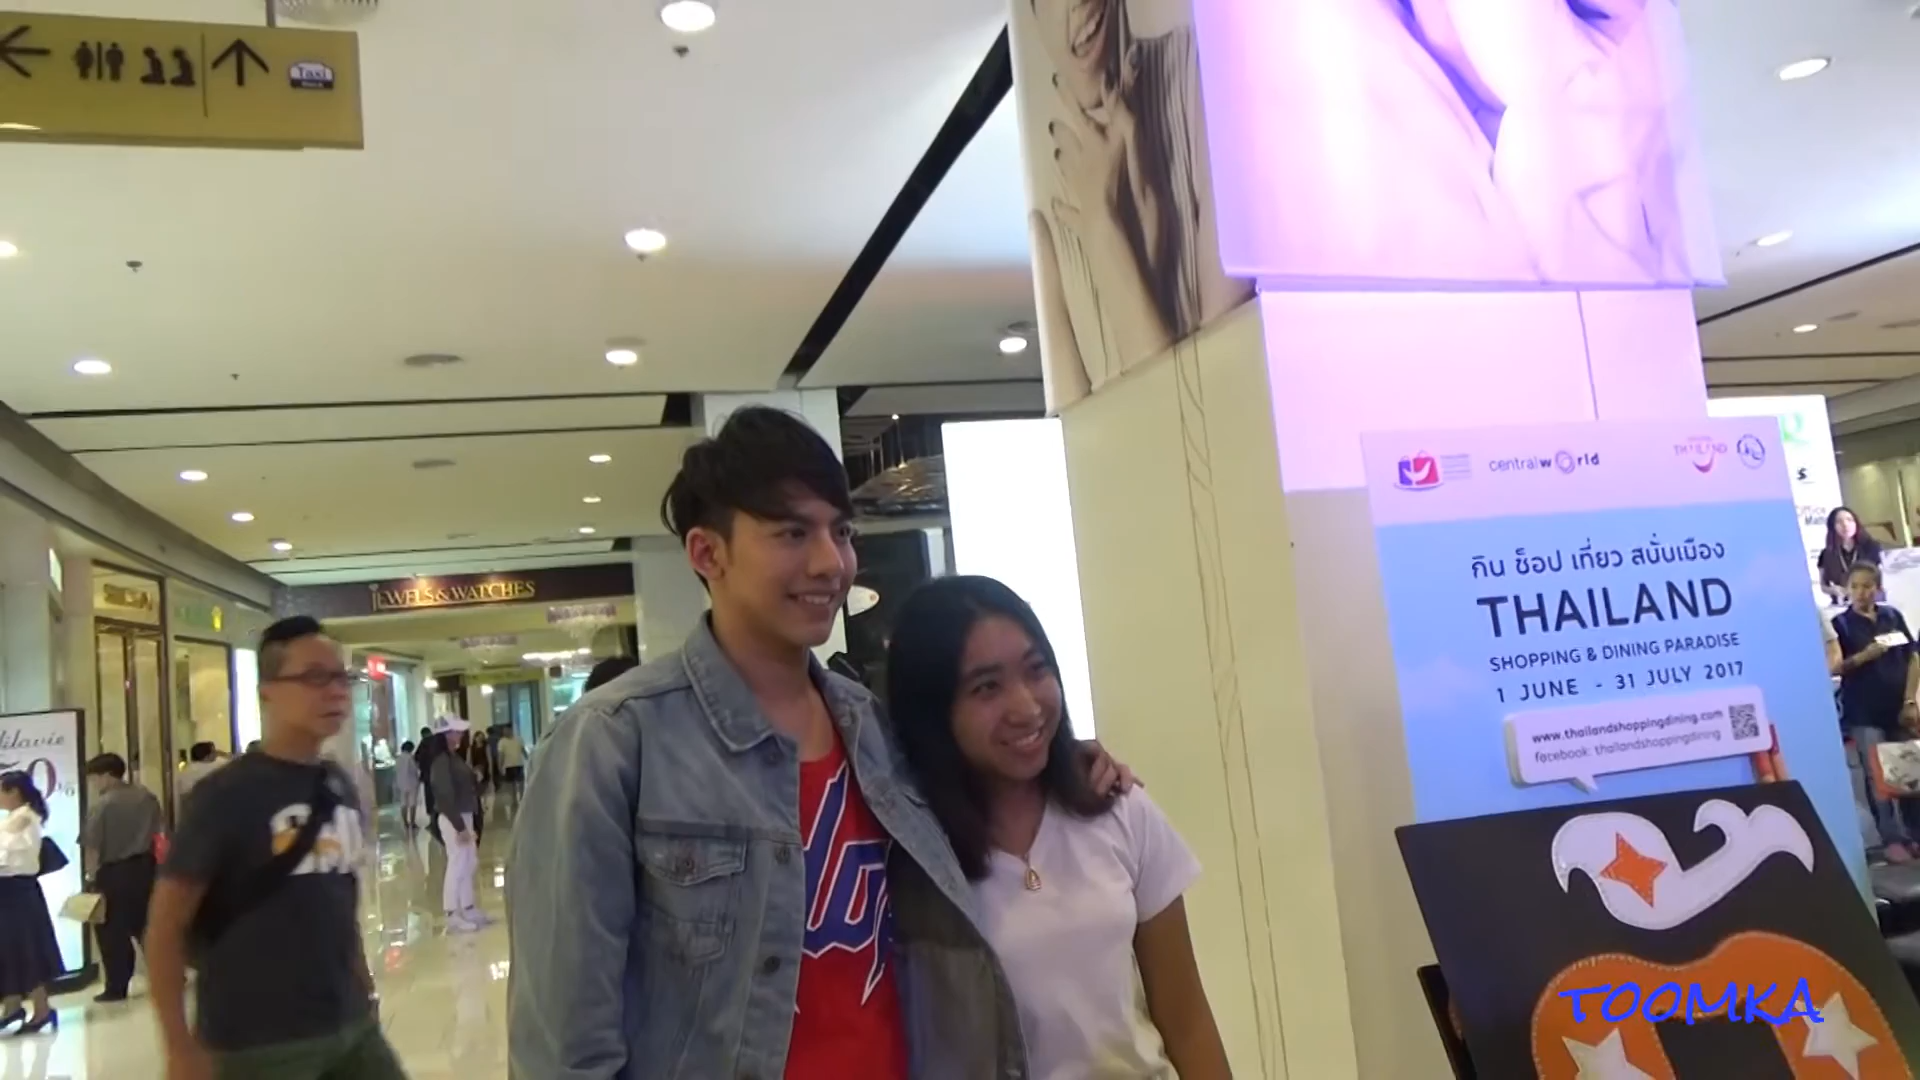 Taxi
JEWELS & WATCHES
centralworld
THAILAND
กิน ช็อป เที่ยว สนั่นเมือง
THAILAND
SHOPPING & DINING PARADISE
1 JUNE - 31 JULY 2017
www.thailandshoppingdining.com
facebook: thailandshoppingdining
TOOMKA